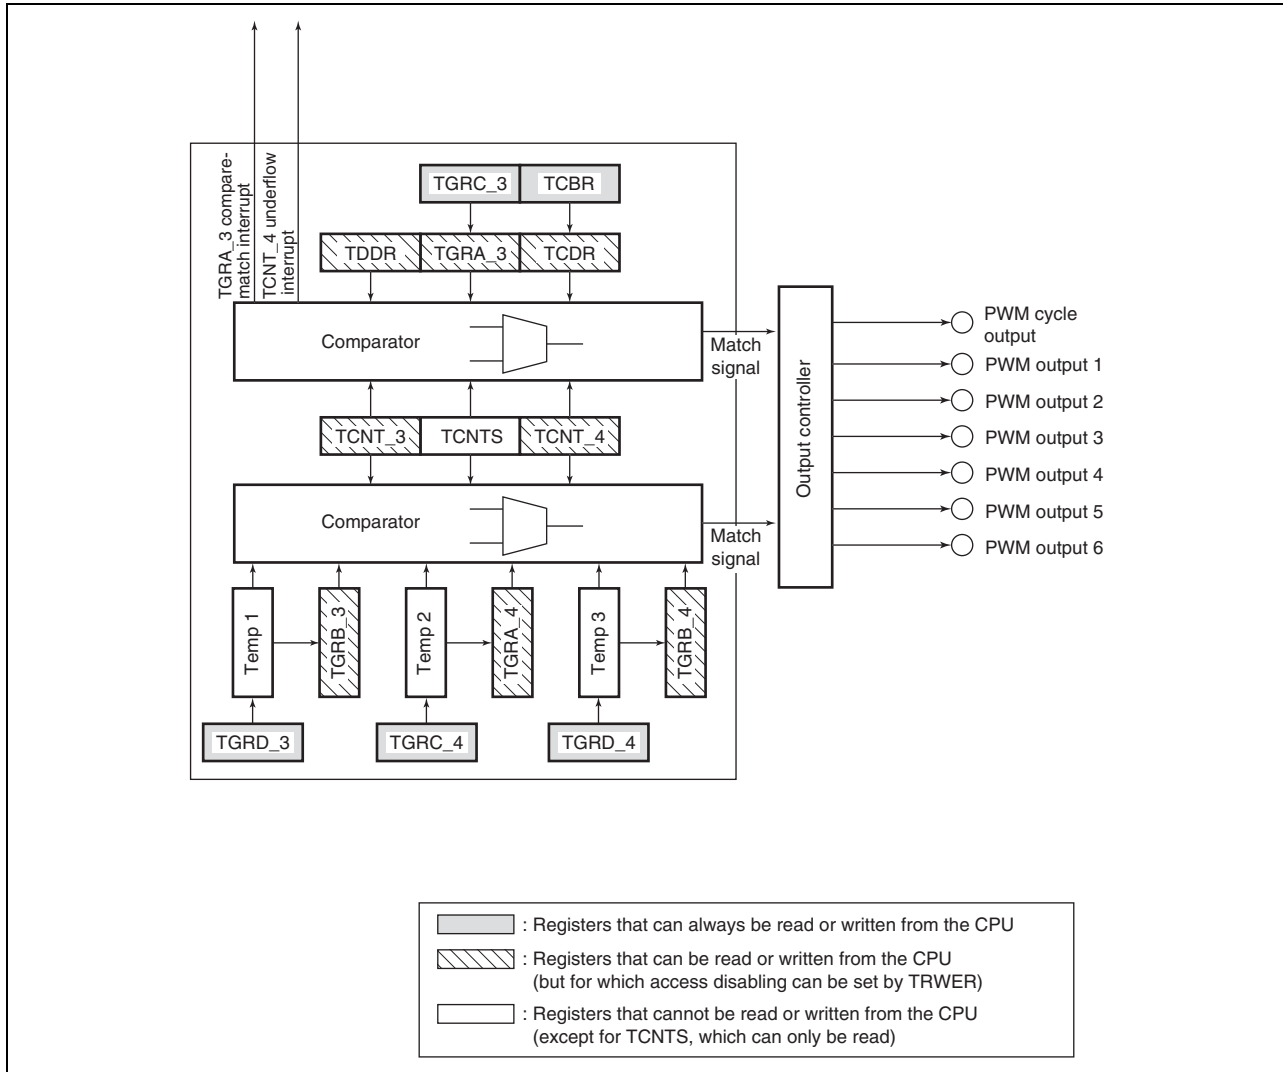 TGRA_3 compare-
match interrupt
TCNT_4 underflow
interrupt
TGRC_3
TCBR
TDDR
TGRA_3
TCDR
Comparator
Match
signal
TCNT_3
TCNTS
TCNT_4
Comparator
Match
signal
Output controller
PWM cycle
output
PWM output 1
PWM output 2
PWM output 3
PWM output 4
PWM output 5
PWM output 6
Temp 1
TGRB_3
Temp 2
TGRA_4
Temp 3
TGRB_4
TGRD_3
TGRC_4
TGRD_4
: Registers that can always be read or written from the CPU
: Registers that can be read or written from the CPU
(but for which access disabling can be set by TRWER)
: Registers that cannot be read or written from the CPU
(except for TCNTS, which can only be read)